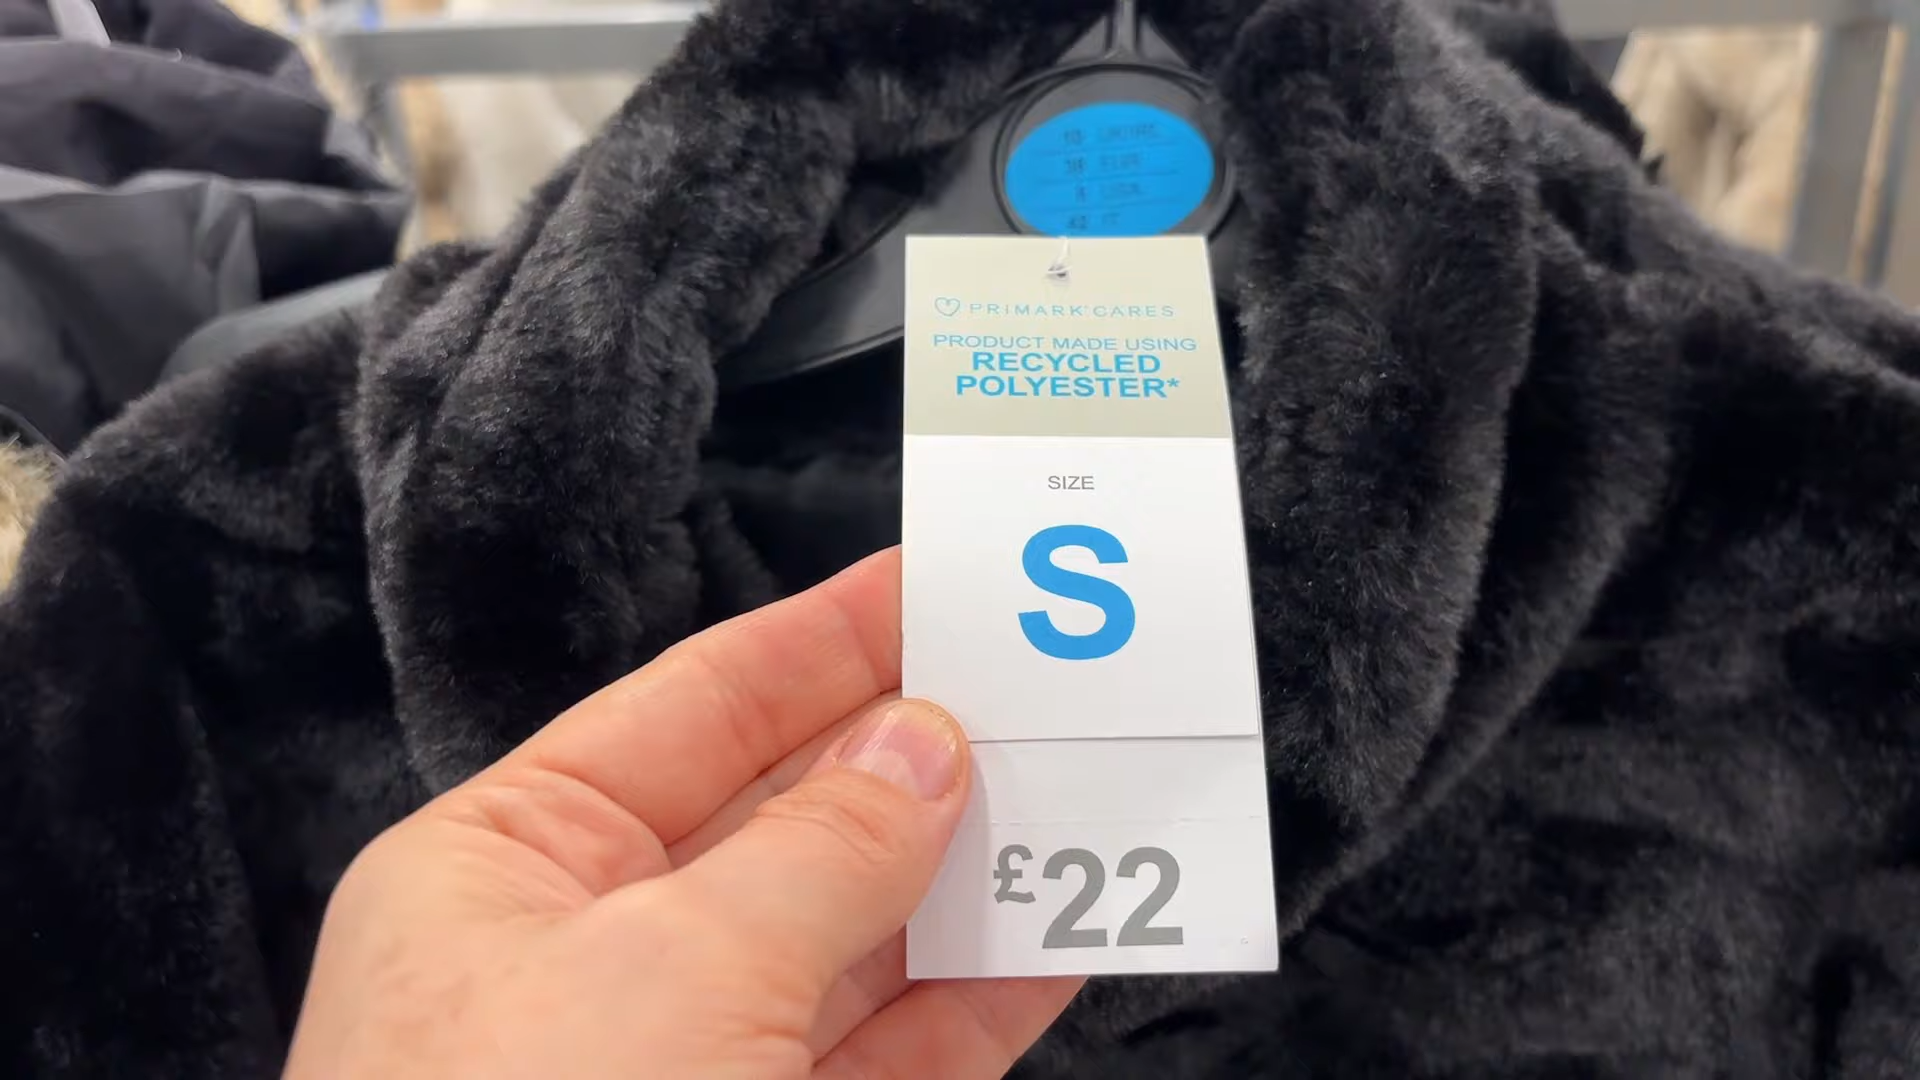 PRIMARK CARES
PRODUCT MADE USING
RECYCLED
POLYESTER*
SIZE
S
£22